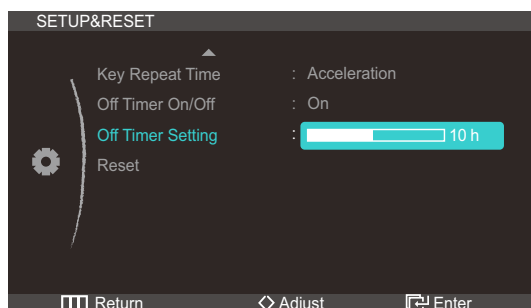 SETUP&RESET
Key Repeat Time : Acceleration
Off Timer On/Off : On
Off Timer Setting : 10 h
Reset
Return Adjust Enter